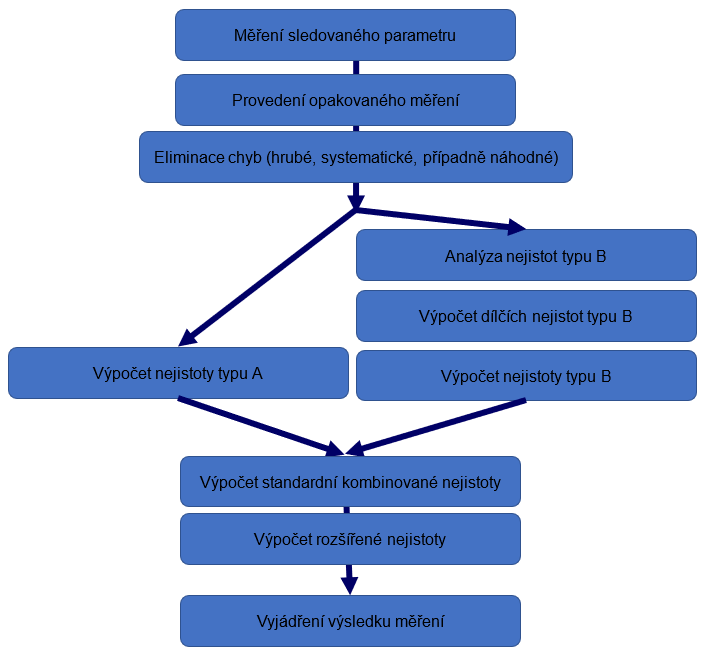 Měření sledovaného parametru
Provedení opakovaného měření
Eliminace chyb (hrubé, systematické, případně náhodné)
Analýza nejistot typu B
Výpočet dílčích nejistot typu B
Výpočet nejistoty typu A
Výpočet nejistoty typu B
Výpočet standardní kombinované nejistoty
Výpočet rozšířené nejistoty
Vyjádření výsledku měření